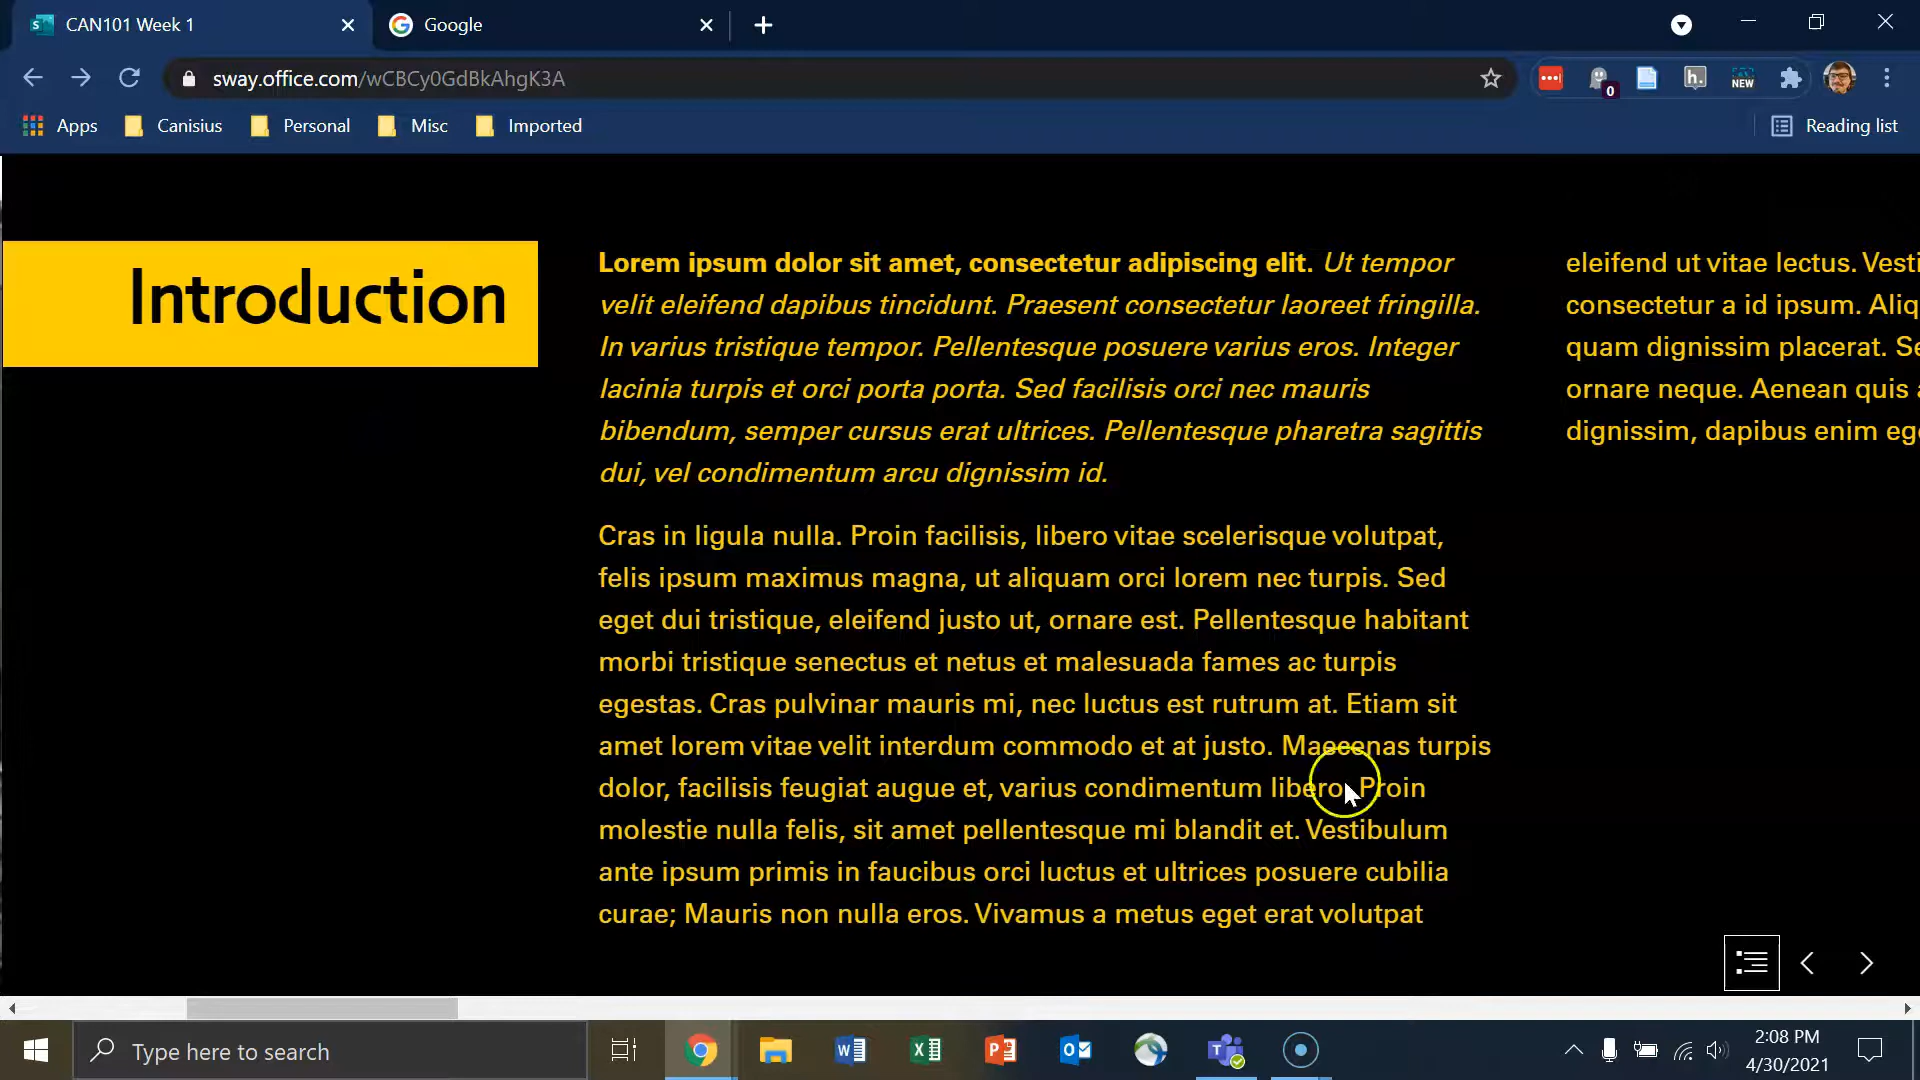 CAN101 Week 1
Google
sway.office.com/wCBCy0GdBkAhgK3A
0
h.
NEW
Apps
Canisius
Personal
Misc
Imported
Reading list
Introduction
Lorem ipsum dolor sit amet, consectetur adipiscing elit. Ut tempor
velit eleifend dapibus tincidunt. Praesent consectetur laoreet fringilla.
In varius tristique tempor. Pellentesque posuere varius eros. Integer
lacinia turpis et orci porta porta. Sed facilisis orci nec mauris
bibendum, semper cursus erat ultrices. Pellentesque pharetra sagittis
dui, vel condimentum arcu dignissim id.
Cras in ligula nulla. Proin facilisis, libero vitae scelerisque volutpat,
felis ipsum maximus magna, ut aliquam orci lorem nec turpis. Sed
eget dui tristique, eleifend justo ut, ornare est. Pellentesque habitant
morbi tristique senectus et netus et malesuada fames ac turpis
egestas. Cras pulvinar mauris mi, nec luctus est rutrum at. Etiam sit
amet lorem vitae velit interdum commodo et at justo. Maecenas turpis
dolor, facilisis feugiat augue et, varius condimentum libero. Proin
molestie nulla felis, sit amet pellentesque mi blandit et. Vestibulum
ante ipsum primis in faucibus orci luctus et ultrices posuere cubilia
curae; Mauris non nulla eros. Vivamus a metus eget erat volutpat
eleifend ut vitae lectus. Vesti
consectetur a id ipsum. Aliq
quam dignissim placerat. Se
ornare neque. Aenean quis a
dignissim, dapibus enim ege
Type here to search
2:08 PM
4/30/2021